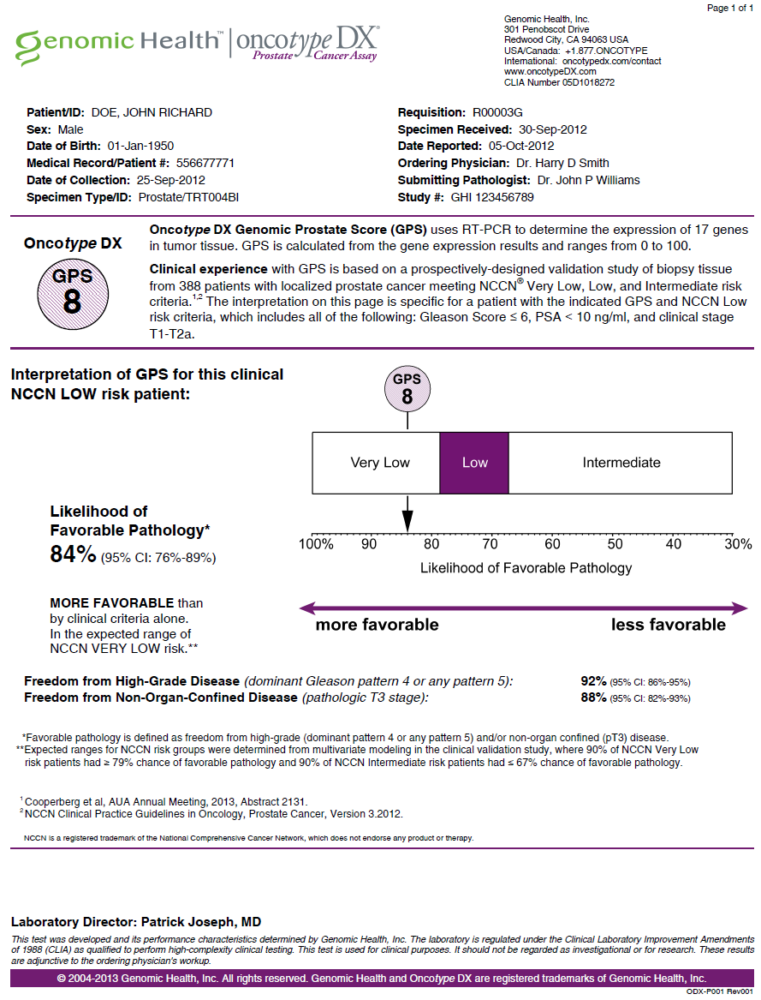 Page 1 of 1
Genomic Health™ | oncotype DX®
Prostate Cancer Assay
Genomic Health, Inc.
301 Penobscot Drive
Redwood City, CA 94063 USA
USA/Canada: +1.877.ONCOTYPE
International: oncotypedx.com/contact
www.oncotypeDX.com
CLIA Number 05D1018272
Patient/ID: DOE, JOHN RICHARD
Sex: Male
Date of Birth: 01-Jan-1950
Medical Record/Patient #: 556677771
Date of Collection: 25-Sep-2012
Specimen Type/ID: Prostate/TRT004BI
Requisition: R00003G
Specimen Received: 30-Sep-2012
Date Reported: 05-Oct-2012
Ordering Physician: Dr. Harry D Smith
Submitting Pathologist: Dr. John P Williams
Study #: GHI 123456789
Oncotype DX
GPS
8
Oncotype DX Genomic Prostate Score (GPS) uses RT-PCR to determine the expression of 17 genes
in tumor tissue. GPS is calculated from the gene expression results and ranges from 0 to 100.
Clinical experience with GPS is based on a prospectively-designed validation study of biopsy tissue
from 388 patients with localized prostate cancer meeting NCCN® Very Low, Low, and Intermediate risk
criteria.1,2 The interpretation on this page is specific for a patient with the indicated GPS and NCCN Low
risk criteria, which includes all of the following: Gleason Score ≤ 6, PSA < 10 ng/ml, and clinical stage
T1-T2a.
Interpretation of GPS for this clinical
NCCN LOW risk patient:
GPS
8
Very Low Low Intermediate
Likelihood of
Favorable Pathology*
84% (95% CI: 76%-89%)
100% 90 80 70 60 50 40 30%
Likelihood of Favorable Pathology
MORE FAVORABLE than
by clinical criteria alone.
In the expected range of
NCCN VERY LOW risk.**
more favorable less favorable
Freedom from High-Grade Disease (dominant Gleason pattern 4 or any pattern 5): 92% (95% CI: 86%-95%)
Freedom from Non-Organ-Confined Disease (pathologic T3 stage): 88% (95% CI: 82%-93%)
*Favorable pathology is defined as freedom from high-grade (dominant pattern 4 or any pattern 5) and/or non-organ confined (pT3) disease.
**Expected ranges for NCCN risk groups were determined from multivariate modeling in the clinical validation study, where 90% of NCCN Very Low
risk patients had ≥ 79% chance of favorable pathology and 90% of NCCN Intermediate risk patients had ≤ 67% chance of favorable pathology.
1 Cooperberg et al, AUA Annual Meeting, 2013, Abstract 2131.
2 NCCN Clinical Practice Guidelines in Oncology, Prostate Cancer, Version 3.2012.
NCCN is a registered trademark of the National Comprehensive Cancer Network, which does not endorse any product or therapy.
Laboratory Director: Patrick Joseph, MD
This test was developed and its performance characteristics determined by Genomic Health, Inc. The laboratory is regulated under the Clinical Laboratory Improvement Amendments
of 1988 (CLIA) as qualified to perform high-complexity clinical testing. This test is used for clinical purposes. It should not be regarded as investigational or for research. These results
are adjunctive to the ordering physician's workup.
© 2004-2013 Genomic Health, Inc. All rights reserved. Genomic Health and Oncotype DX are registered trademarks of Genomic Health, Inc.
ODX-P001 Rev001